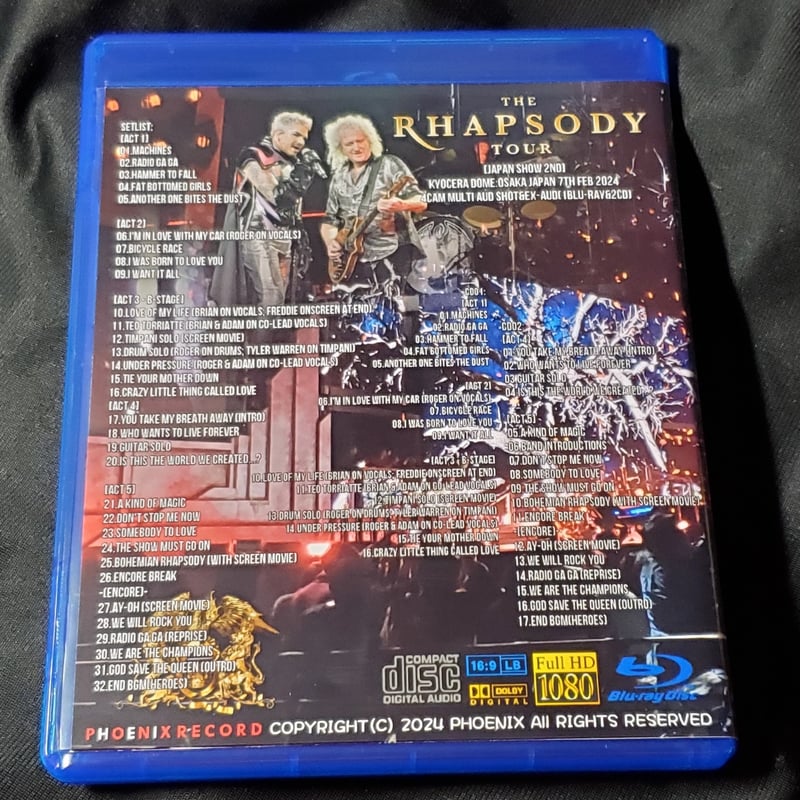 THE
RHAPSODY
TOUR
(JAPAN SHOW 2ND)
KYOCERA DOME.OSAKA JAPAN 7TH FEB 2024
4CAM MULTI AUD SHOT&EX-AUD! (BLU-RAY&2CD)
SETLIST:
[ACT 1]
01.MACHINES
02.RADIO GA GA
03.HAMMER TO FALL
04.FAT BOTTOMED GIRLS
05.ANOTHER ONE BITES THE DUST
[ACT 2]
06.I'M IN LOVE WITH MY CAR (ROGER ON VOCALS)
07.BICYCLE RACE
08.I WAS BORN TO LOVE YOU
09.I WANT IT ALL
[ACT 3 - B-STAGE]
10.LOVE OF MY LIFE (BRIAN ON VOCALS; FREDDIE ONSCREEN AT END)
11.TEO TORRIATTE (BRIAN & ADAM ON CO-LEAD VOCALS)
12.TIMPANI SOLO (SCREEN MOVIE)
13.DRUM SOLO (ROGER ON DRUMS; TYLER WARREN ON TIMPANI)
14.UNDER PRESSURE (ROGER & ADAM ON CO-LEAD VOCALS)
15.TIE YOUR MOTHER DOWN
16.CRAZY LITTLE THING CALLED LOVE
[ACT 4]
17.YOU TAKE MY BREATH AWAY (INTRO)
18.WHO WANTS TO LIVE FOREVER
19.GUITAR SOLO
20.IS THIS THE WORLD WE CREATED...?
[ACT 5]
21.A KIND OF MAGIC
22.DON'T STOP ME NOW
23.SOMEBODY TO LOVE
24.THE SHOW MUST GO ON
25.BOHEMIAN RHAPSODY (WITH SCREEN MOVIE)
26.ENCORE BREAK
-(ENCORE)-
27.AY-OH (SCREEN MOVIE)
28.WE WILL ROCK YOU
29.RADIO GA GA (REPRISE)
30.WE ARE THE CHAMPIONS
31.GOD SAVE THE QUEEN (OUTRO)
32.END BGM(HEROES)
CD01:
[ACT 1]
01.MACHINES
02.RADIO GA GA
03.HAMMER TO FALL
04.FAT BOTTOMED GIRLS
05.ANOTHER ONE BITES THE DUST
[ACT 2]
06.I'M IN LOVE WITH MY CAR (ROGER ON VOCALS)
07.BICYCLE RACE
08.I WAS BORN TO LOVE YOU
09.I WANT IT ALL
[ACT 3 - B-STAGE]
10.LOVE OF MY LIFE (BRIAN ON VOCALS; FREDDIE ONSCREEN AT END)
11.TEO TORRIATTE (BRIAN & ADAM ON CO-LEAD VOCALS)
12.TIMPANI SOLO (SCREEN MOVIE)
13.DRUM SOLO (ROGER ON DRUMS; TYLER WARREN ON TIMPANI)
14.UNDER PRESSURE (ROGER & ADAM ON CO-LEAD VOCALS)
15.TIE YOUR MOTHER DOWN
16.CRAZY LITTLE THING CALLED LOVE
CD02:
[ACT 4]
01.YOU TAKE MY BREATH AWAY (INTRO)
02.WHO WANTS TO LIVE FOREVER
03.GUITAR SOLO
04.IS THIS THE WORLD WE CREATED...?
[ACT 5]
05.A KIND OF MAGIC
06.BAND INTRODUCTIONS
07.DON'T STOP ME NOW
08.SOMEBODY TO LOVE
09.THE SHOW MUST GO ON
10.BOHEMIAN RHAPSODY (WITH SCREEN MOVIE)
11.ENCORE BREAK
-(ENCORE)-
12.AY-OH (SCREEN MOVIE)
13.WE WILL ROCK YOU
14.RADIO GA GA (REPRISE)
15.WE ARE THE CHAMPIONS
16.GOD SAVE THE QUEEN (OUTRO)
17.END BGM(HEROES)
COMPACT
disc
DIGITAL AUDIO
16:9 LB
DOLBY
DIGITAL
Full HD
1080
Blu-ray Disc
PHOENIXRECORD COPYRIGHT(C) 2024 PHOENIX All RIGHTS RESERVED